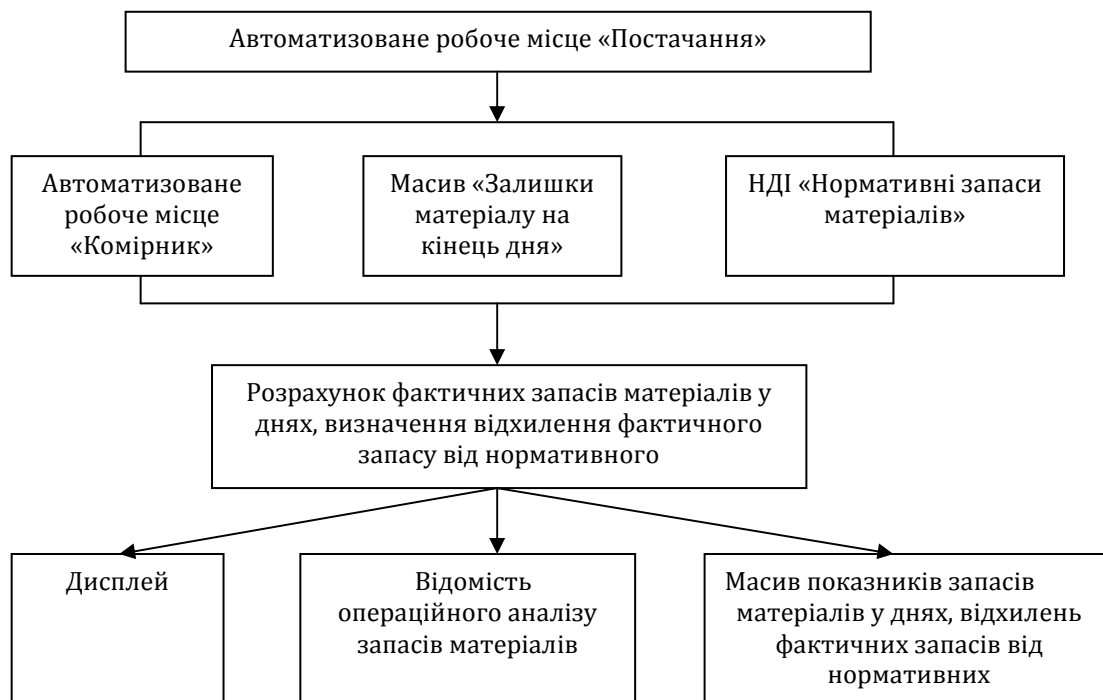 Автоматизоване робоче місце «Постачання»
Автоматизоване
робоче місце
«Комірник»
Масив «Залишки
матеріалу на
кінець дня»
НДІ «Нормативні запаси
матеріалів»
Розрахунок фактичних запасів матеріалів у
днях, визначення відхилення фактичного
запасу від нормативного
Дисплей
Відомість
операційного аналізу
запасів матеріалів
Масив показників запасів
матеріалів у днях, відхилень
фактичних запасів від
нормативних